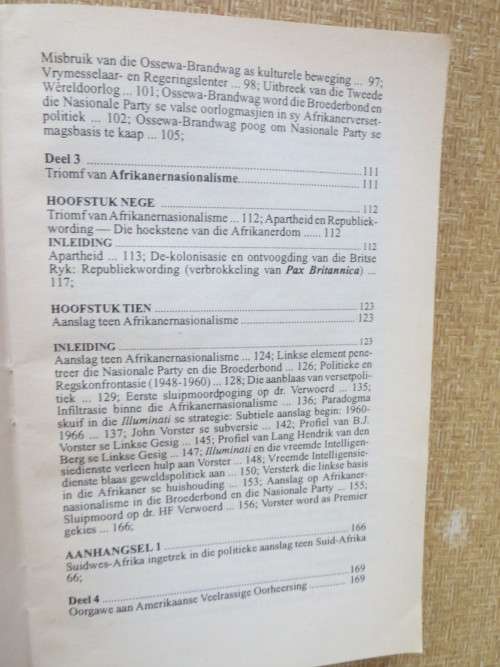 Misbruik van die Ossewa-Brandwag as kulturele beweging ... 97;
Vrymesselaar- en Regeringslenter ... 98; Uitbreek van die Tweede
Wêreldoorlog ... 101; Ossewa-Brandwag word die Broederbond en
die Nasionale Party se valse oorlogmasjien in sy Afrikanerverset-
politiek ... 102; Ossewa-Brandwag poog om Nasionale Party se
magsbasis te kaap ... 105;
Deel 3 ... 111
Triomf van Afrikanernasionalisme ... 111
HOOFSTUK NEGE ... 112
Triomf van Afrikanernasionalisme ... 112; Apartheid en Republiek-
wording — Die hoekstene van die Afrikanerdom ...... 112
INLEIDING ... 112
Apartheid ... 113; De-kolonisasie en ontvoogding van die Britse
Ryk: Republiekwording (verbrokkeling van Pax Britannica) ...
117;
HOOFSTUK TIEN ... 123
Aanslag teen Afrikanernasionalisme ... 123
INLEIDING ... 123
Aanslag teen Afrikanernasionalisme ... 124; Linkse element pene-
treer die Nasionale Party en die Broederbond ... 126; Politieke en
Regskonfrontasie (1948-1960) ... 128; Die aanblaas van versetpoli-
tiek ... 129; Eerste sluipmoordpoging op dr. Verwoerd ... 135;
Infiltrasie binne die Afrikanernasionalisme ... 136; Paradogma
skuif in die Illuminati se strategie: Subtiele aanslag begin: 1960-
1966 ... 137; John Vorster se subversie ... 142; Profiel van B.J.
Vorster se Linkse Gesig ... 145; Profiel van Lang Hendrik van den
Berg se Linkse Gesig ... 147; Illuminati en die vreemde Intelligen-
siedienste verleen hulp aan Vorster ... 148; Vreemde Intelligensie-
dienste blaas geweldspolitiek aan ... 150; Versterk die linkse basis
in die Afrikaner se huishouding ... 153; Aanslag op Afrikaner-
nasionalisme in die Broederbond en die Nasionale Party ... 155;
Sluipmoord op dr. HF Verwoerd ... 156; Vorster word as Premier
gekies ... 166;
AANHANGSEL 1 ... 166
Suidwes-Afrika ingetrek in die politieke aanslag teen Suid-Afrika
66;
Deel 4 ... 169
Oorgawe aan Amerikaanse Veelrassige Oorheersing ... 169